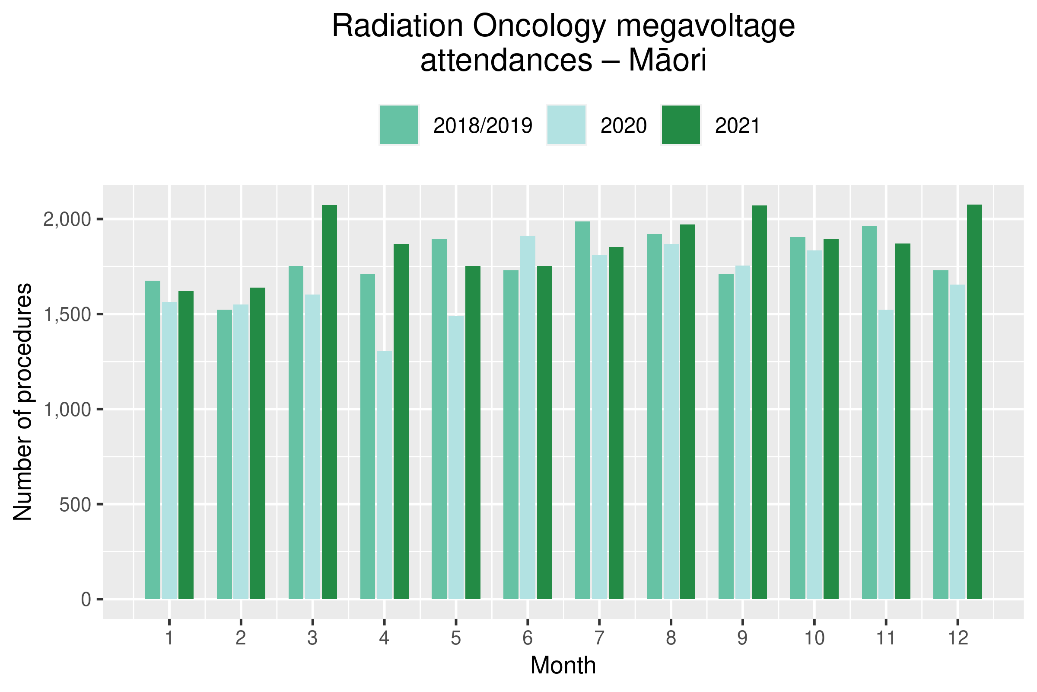 Radiation Oncology megavoltage
attendances – Māori
2018/2019 2020 2021
Number of procedures
2,000
1,500
1,000
500
0
1 2 3 4 5 6 7 8 9 10 11 12
Month